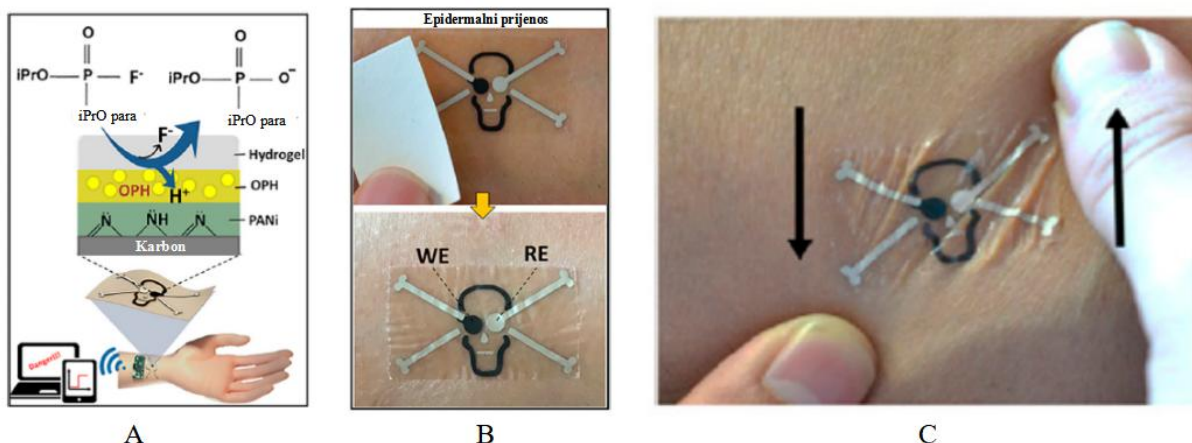 O
O
iPrO
P
F-
iPrO
P
O-
iPrO para
iPrO para
F-
Hydrogel
OPH
H+
OPH
N
NH
N
PANi
Karbon
Danger!!!
Epidermalni prijenos
WE
RE
A
B
C